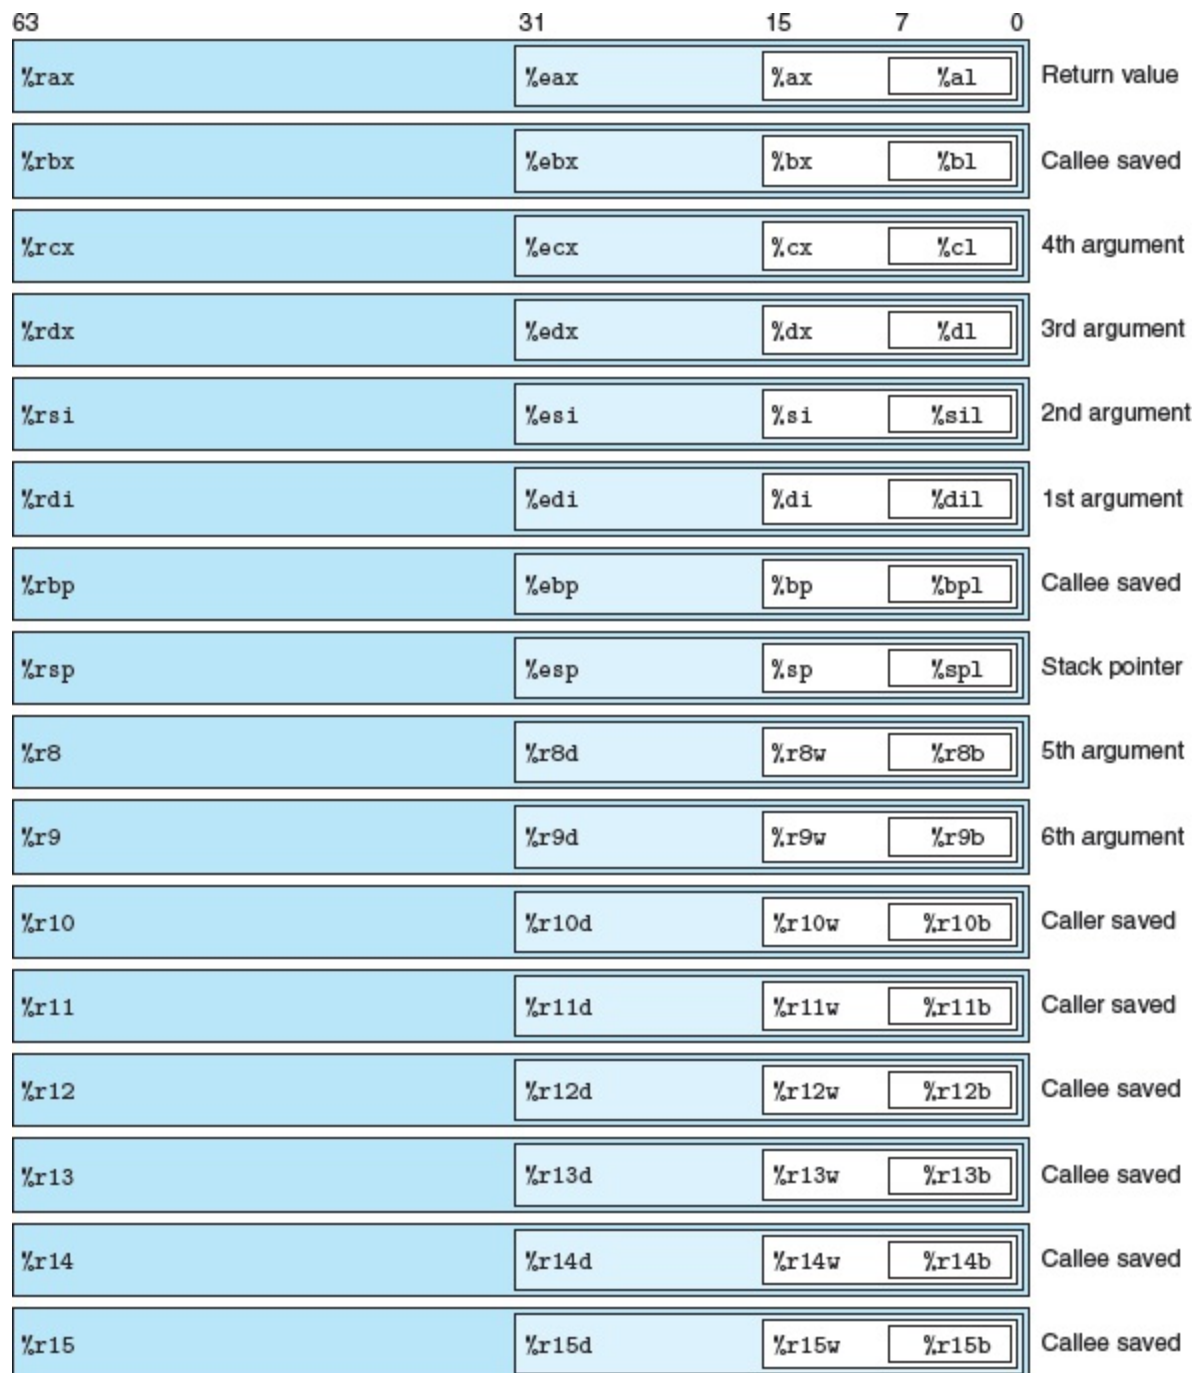 63 31 15 7 0
%rax %eax %ax %al Return value
%rbx %ebx %bx %bl Callee saved
%rcx %ecx %cx %cl 4th argument
%rdx %edx %dx %dl 3rd argument
%rsi %esi %si %sil 2nd argument
%rdi %edi %di %dil 1st argument
%rbp %ebp %bp %bpl Callee saved
%rsp %esp %sp %spl Stack pointer
%r8 %r8d %r8w %r8b 5th argument
%r9 %r9d %r9w %r9b 6th argument
%r10 %r10d %r10w %r10b Caller saved
%r11 %r11d %r11w %r11b Caller saved
%r12 %r12d %r12w %r12b Callee saved
%r13 %r13d %r13w %r13b Callee saved
%r14 %r14d %r14w %r14b Callee saved
%r15 %r15d %r15w %r15b Callee saved